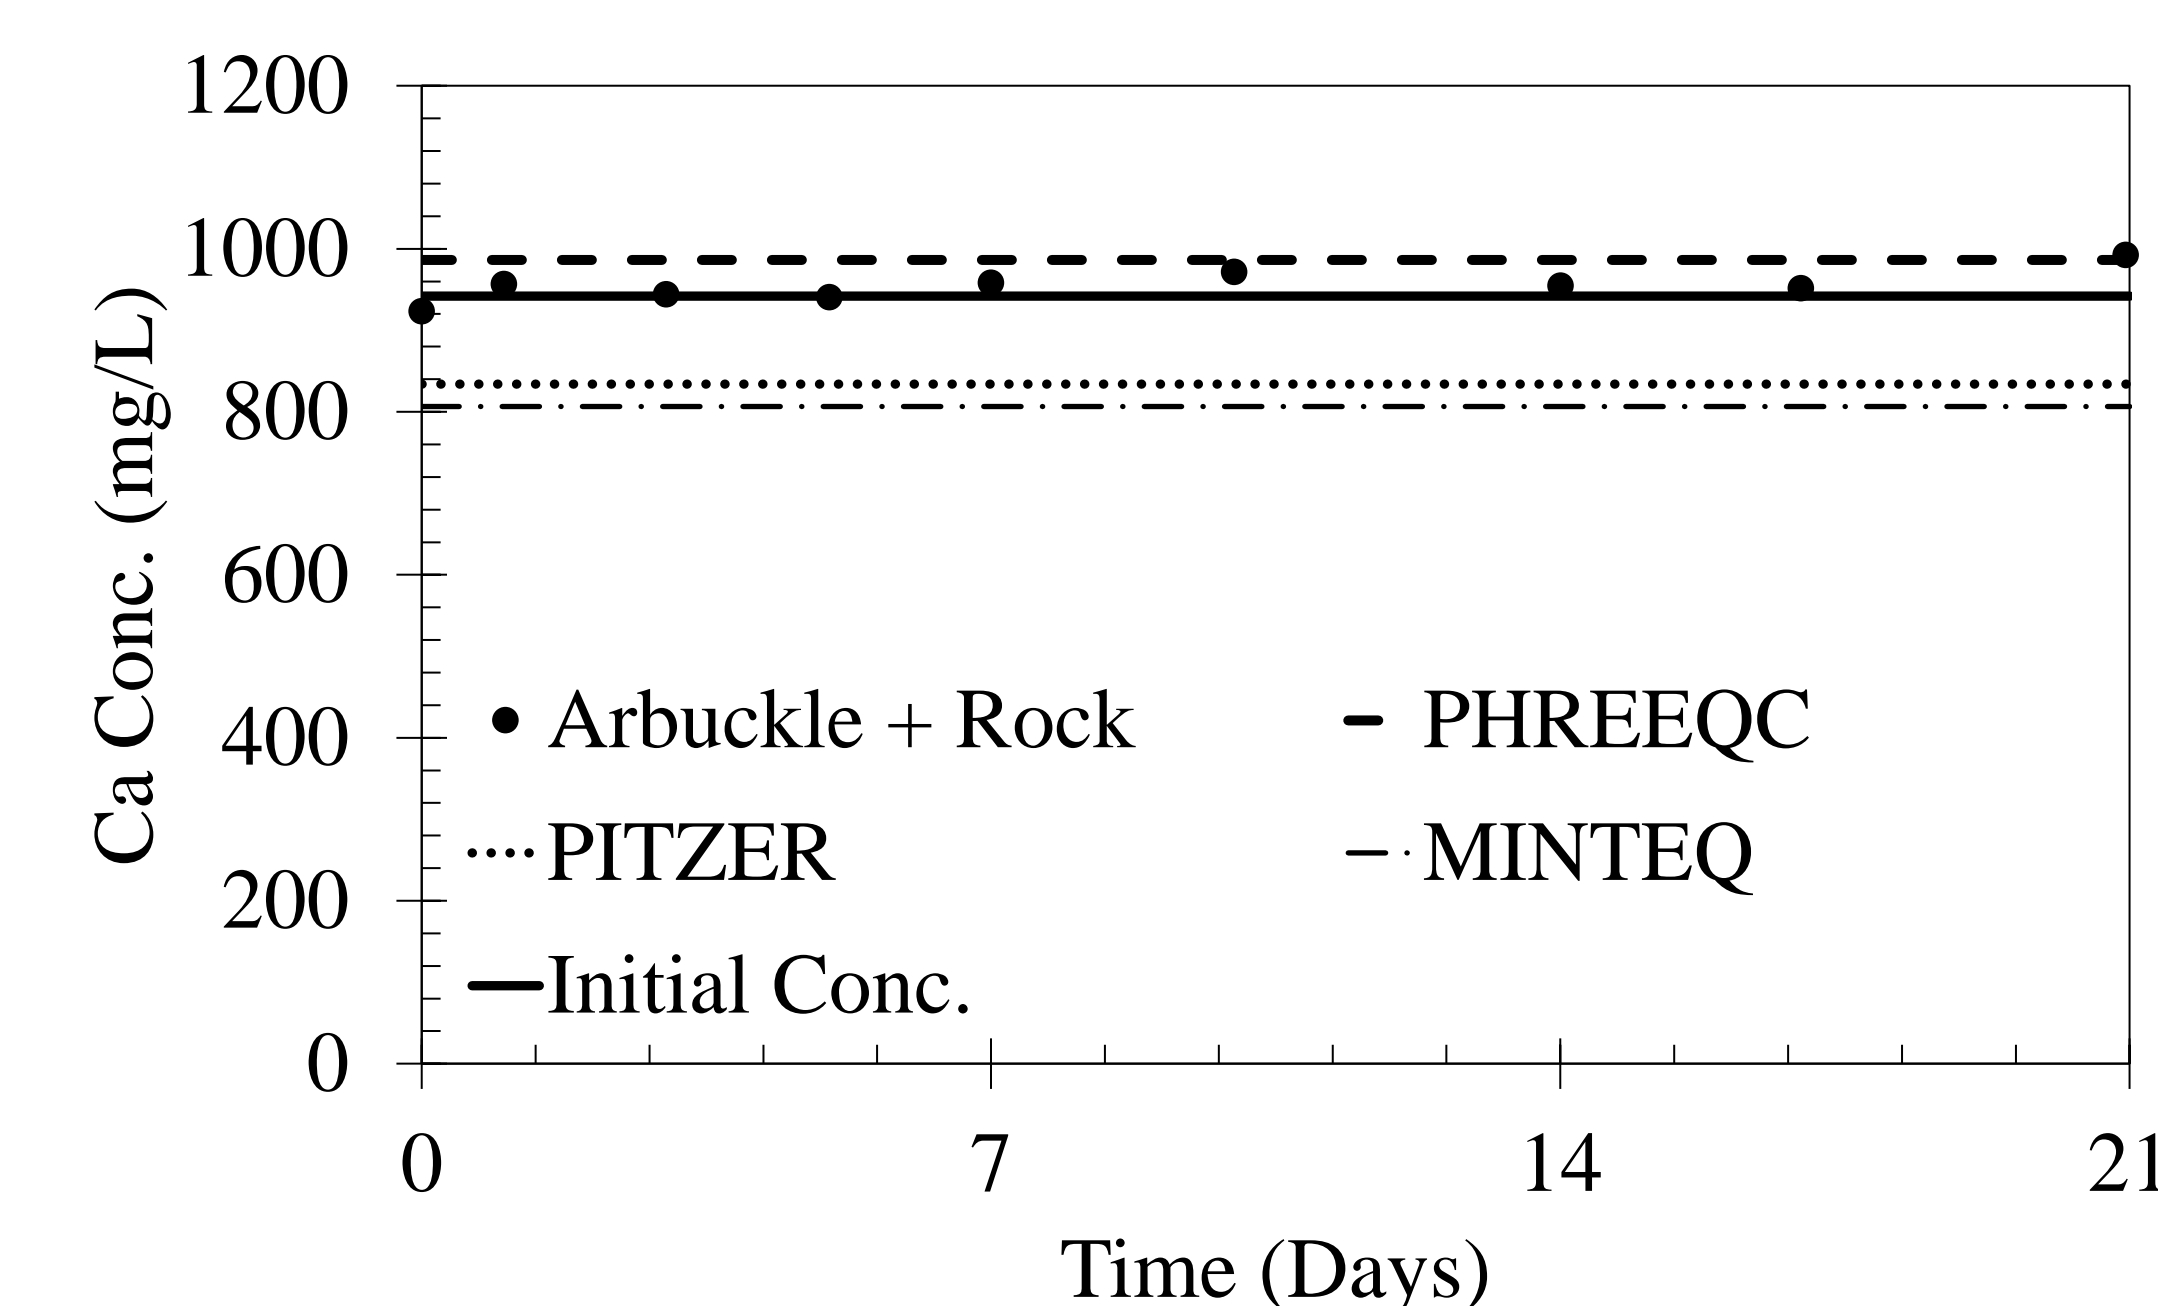 1200
1000
800
600
400
200
0
Ca Conc. (mg/L)
Arbuckle + Rock
PHREEQC
PITZER
MINTEQ
Initial Conc.
0 7 14 21
Time (Days)